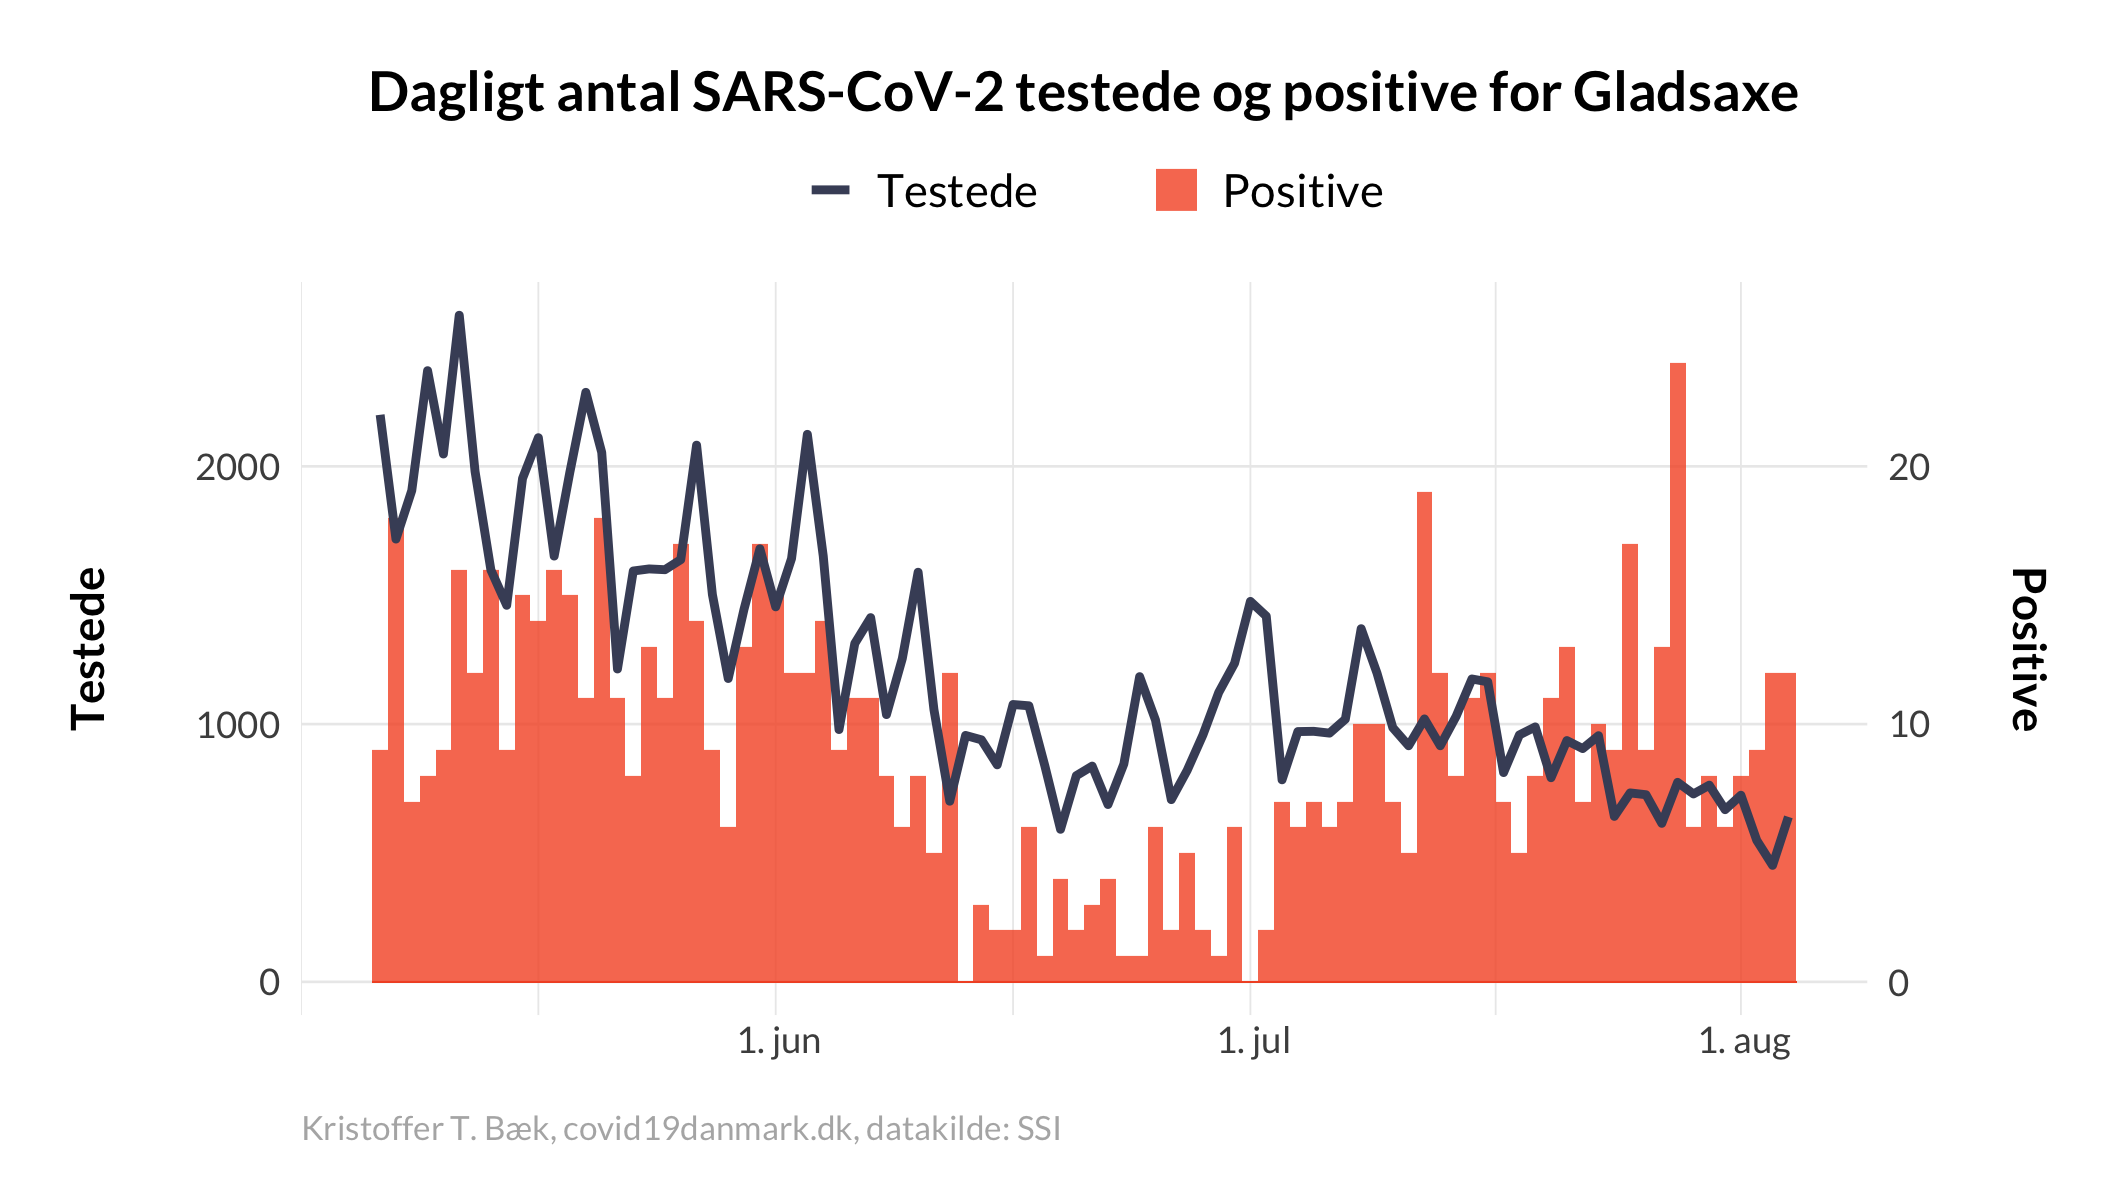 Dagligt antal SARS-CoV-2 testede og positive for Gladsaxe
Testede
Positive
Testede
2000
1000
0
20
10
0
Positive
1. jun
1. jul
1. aug
Kristoffer T. Bæk, covid19danmark.dk, datakilde: SSI